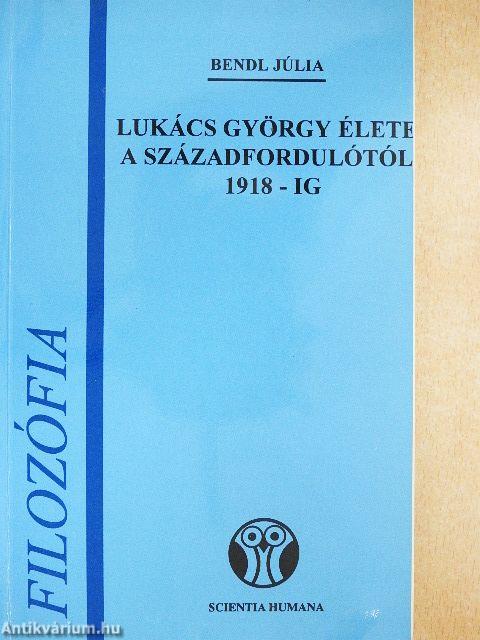 BENDL JÚLIA
LUKÁCS GYÖRGY ÉLETE
A SZÁZADFORDULÓTÓL
1918 - IG
FILOZÓFIA
SCIENTIA HUMANA
Antikvárium.hu